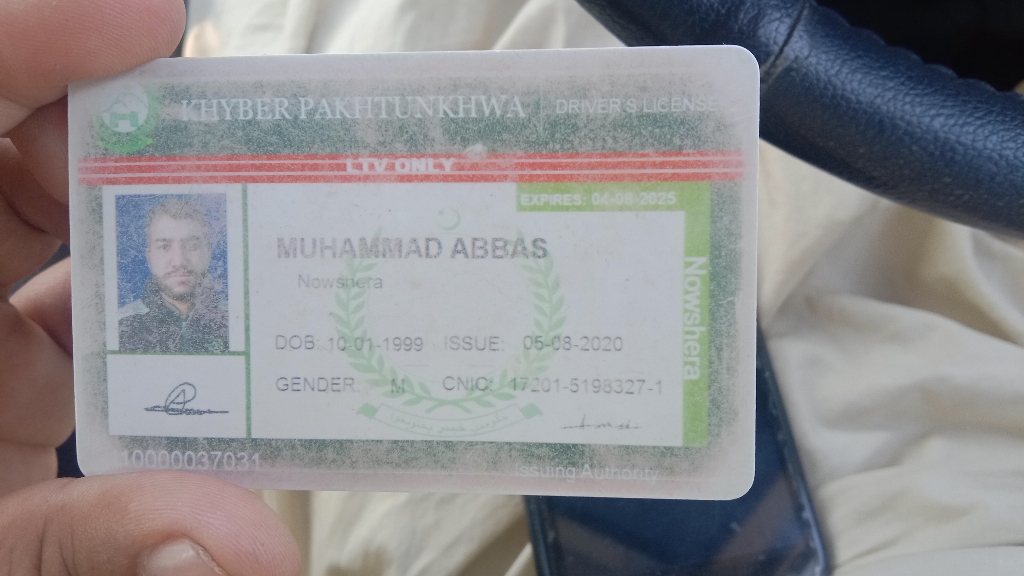 KHYBER PAKHTUNKHWA DRIVER'S LICENSE
LTV ONLY
EXPIRES: 04-08-2025
MUHAMMAD ABBAS
Nowshera
Nowshera
DOB: 10-01-1999 ISSUE: 05-08-2020
GENDER: M CNIC: 17201-5198327-1
10000037031
Issuing Authority